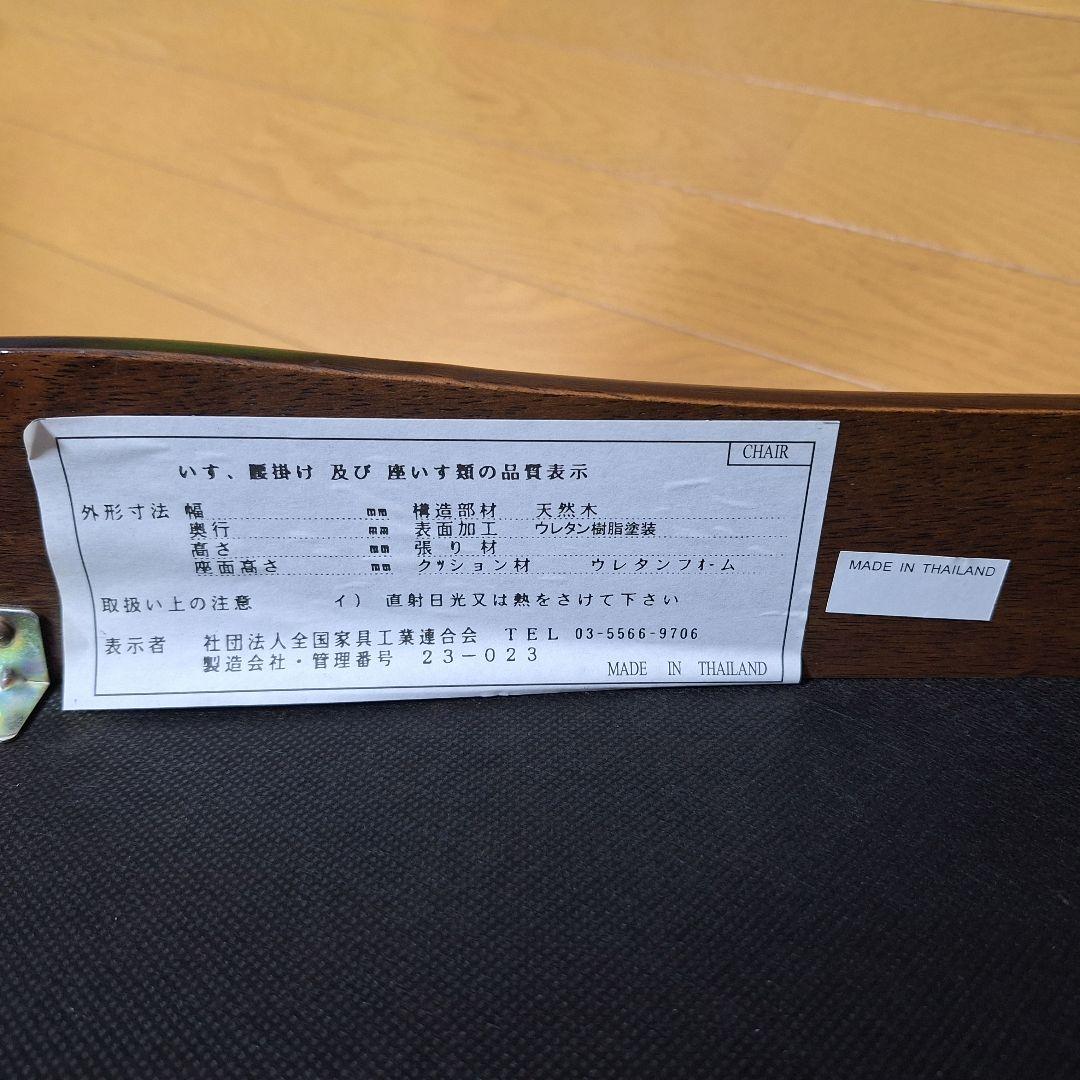 CHAIR
いす、腰掛け 及び 座いす類の品質表示
外形寸法 幅 mm 構造部材 天然木
奥行 mm 表面加工 ウレタン樹脂塗装
高さ mm 張り材
座面高さ mm クッション材 ウレタンフォーム
取扱い上の注意 イ) 直射日光又は熱をさけて下さい
表示者 社団法人全国家具工業連合会 TEL 03-5566-9706
製造会社・管理番号 23-023
MADE IN THAILAND
MADE IN THAILAND